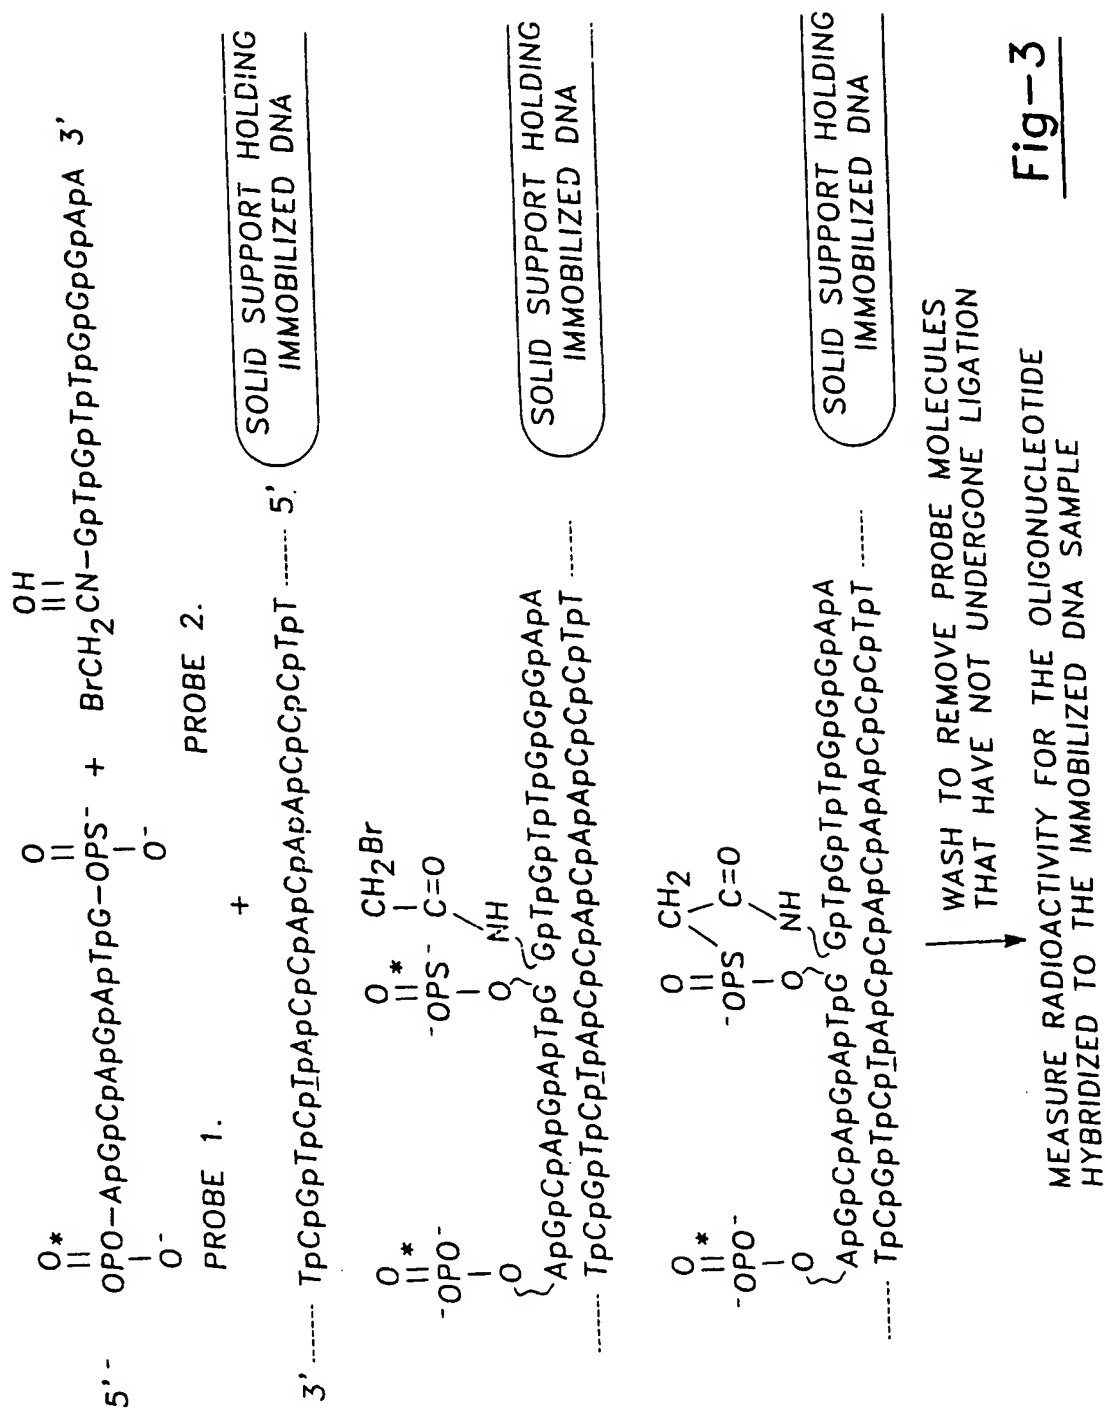 O* O OH
|| || || |
5'- OPO–ApGpCpApGpApTpG–OPS⁻ + BrCH₂CN–GpTpGpTpTpGpGpGpApA 3'
O⁻ O⁻
PROBE 1. PROBE 2.
+
3' ------- TpCpGpTpCpTpApCpCpApCpApApCpCpCpTpT ------- 5'
SOLID SUPPORT HOLDING
IMMOBILIZED DNA
O* O* CH₂Br
⁻OPO⁻ ⁻OPS⁻ C=O
O O NH
ApGpCpApGpApTpG GpTpGpTpTpGpGpGpApA
------- TpCpGpTpCpTpApCpCpApCpApApCpCpCpTpT -------
SOLID SUPPORT HOLDING
IMMOBILIZED DNA
O* O* CH₂
⁻OPO⁻ ⁻OPS C=O
O O NH
ApGpCpApGpApTpG GpTpGpTpTpGpGpGpApA
------- TpCpGpTpCpTpApCpCpApCpApApCpCpCpTpT -------
SOLID SUPPORT HOLDING
IMMOBILIZED DNA
WASH TO REMOVE PROBE MOLECULES
THAT HAVE NOT UNDERGONE LIGATION
MEASURE RADIOACTIVITY FOR THE OLIGONUCLEOTIDE
HYBRIDIZED TO THE IMMOBILIZED DNA SAMPLE
Fig-3